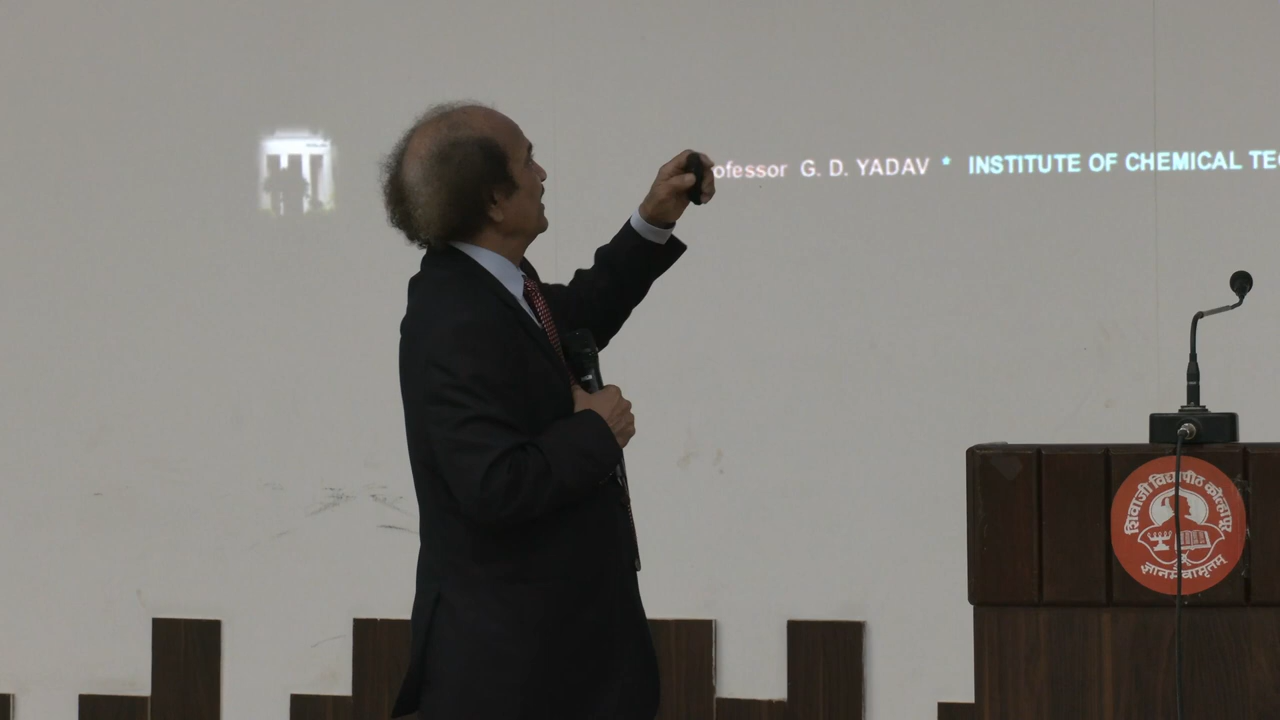 ofessor G. D. YADAV * INSTITUTE OF CHEMICAL TE
शिवाजी विद्यापीठ कोल्हापूर
ज्ञानमेवामृतम्